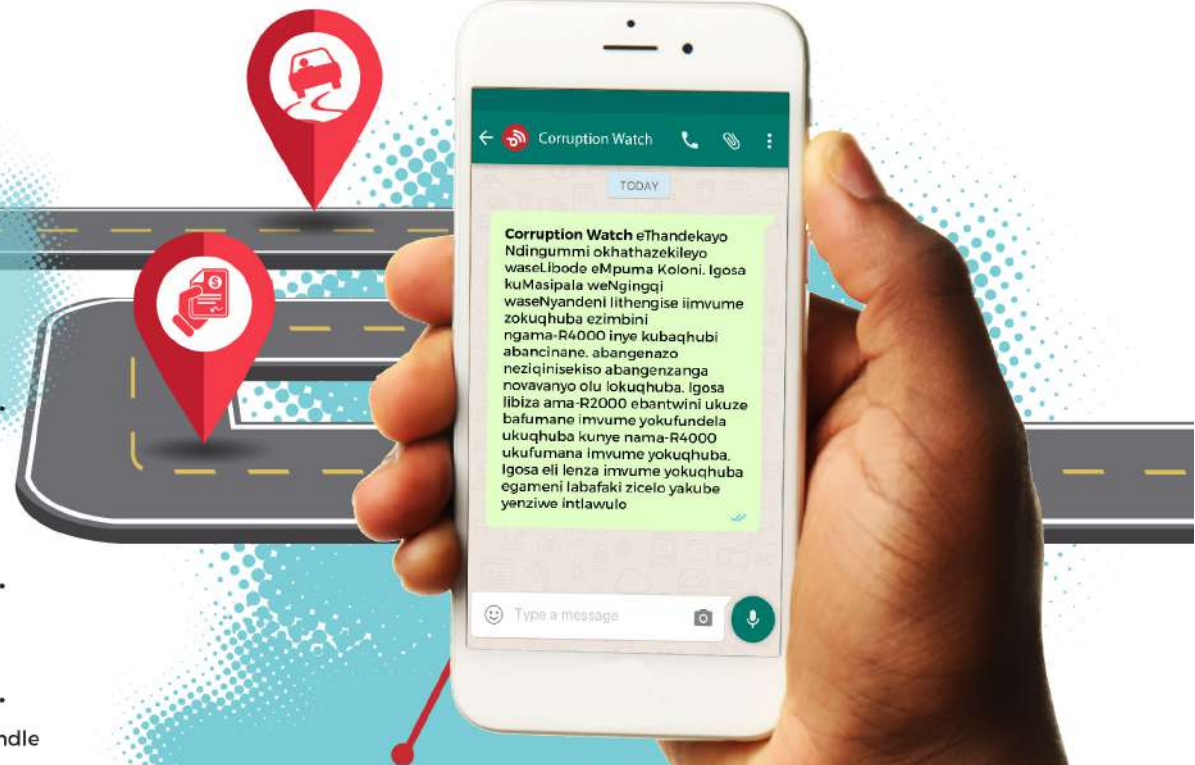 Corruption Watch
TODAY
Corruption Watch eThandekayo
Ndingummi okhathazekileyo
waseLibode eMpuma Koloni. Igosa
kuMasipala weNgingqi
waseNyandeni lithengise iimvume
zokuqhuba ezimbini
ngama-R4000 inye kubaqhubi
abancinane, abangenazo
neziqinisekiso abangenzanga
novavanyo olu lokuqhuba. Igosa
libiza ama-R2000 ebantwini ukuze
bafumane imvume yokufundela
ukuqhuba kunye nama-R4000
ukufumana imvume yokuqhuba.
Igosa eli lenza imvume yokuqhuba
egameni labafaki zicelo yakube
yenziwe intlawulo
Type a message
ndle